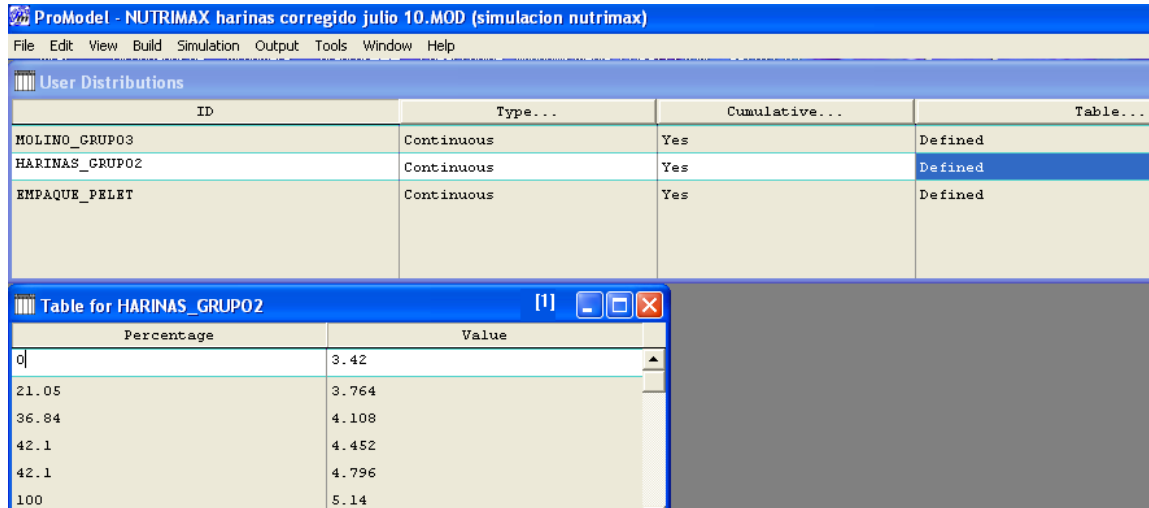 ProModel - NUTRIMAX harinas corregido julio 10.MOD (simulacion nutrimax)
File Edit View Build Simulation Output Tools Window Help
User Distributions
ID Type... Cumulative... Table...
MOLINO_GRUPO3 Continuous Yes Defined
HARINAS_GRUPO2 Continuous Yes Defined
EMPAQUE_PELET Continuous Yes Defined
Table for HARINAS_GRUPO2 [1]
Percentage Value
0 3.42
21.05 3.764
36.84 4.108
42.1 4.452
42.1 4.796
100 5.14